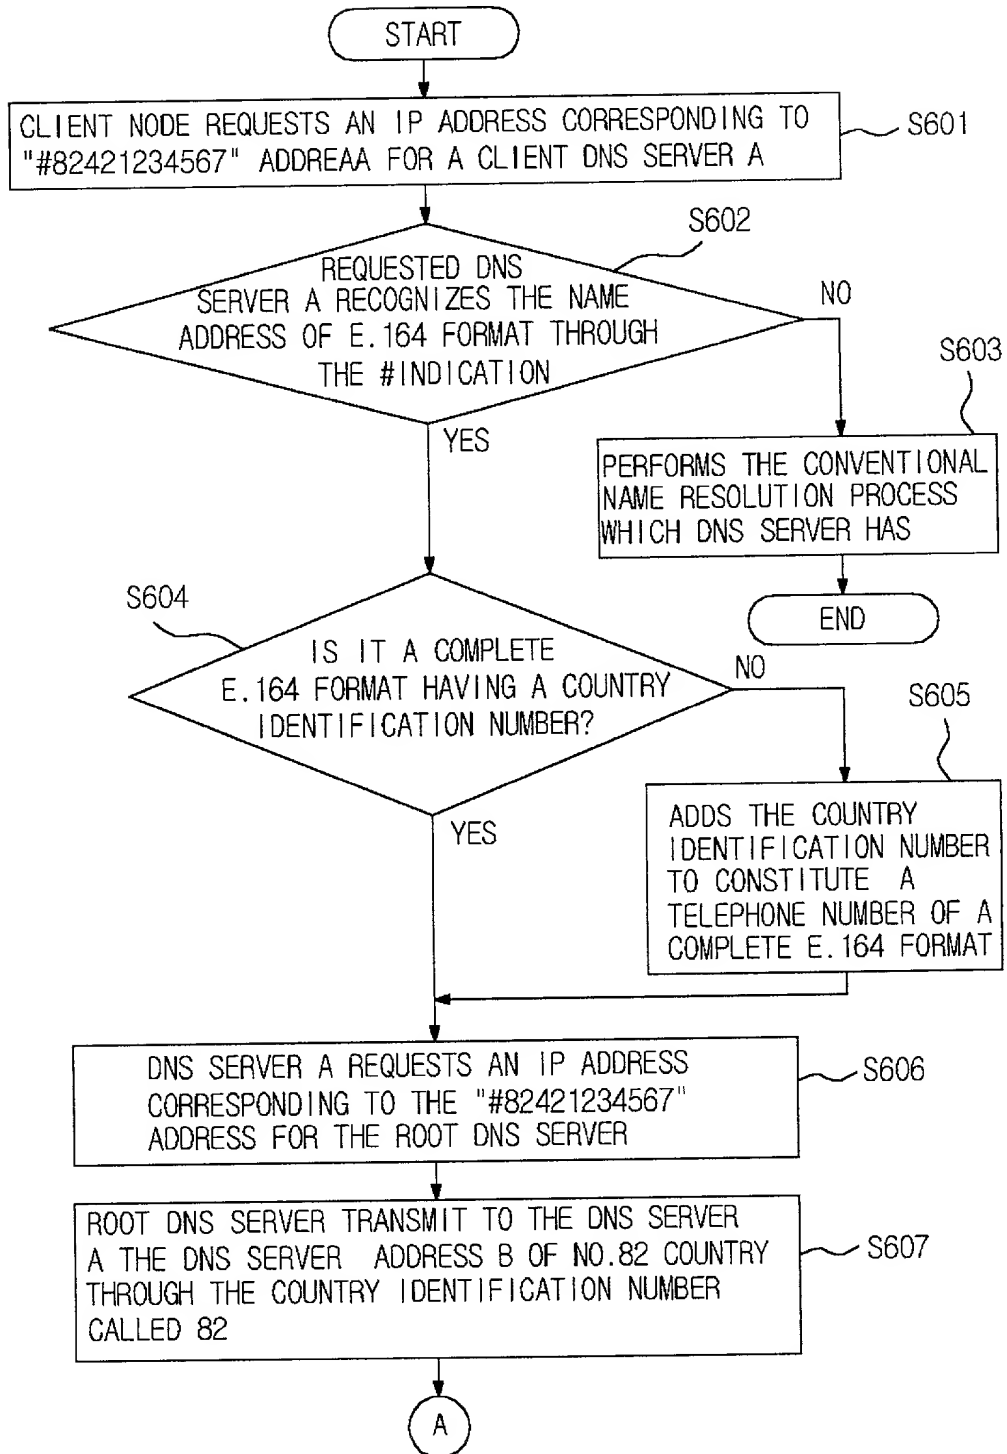 START
CLIENT NODE REQUESTS AN IP ADDRESS CORRESPONDING TO
"#82421234567" ADDREAA FOR A CLIENT DNS SERVER A
S601
S602
REQUESTED DNS
SERVER A RECOGNIZES THE NAME
ADDRESS OF E.164 FORMAT THROUGH
THE #INDICATION
NO
YES
S603
PERFORMS THE CONVENTIONAL
NAME RESOLUTION PROCESS
WHICH DNS SERVER HAS
END
S604
IS IT A COMPLETE
E.164 FORMAT HAVING A COUNTRY
IDENTIFICATION NUMBER?
NO
YES
S605
ADDS THE COUNTRY
IDENTIFICATION NUMBER
TO CONSTITUTE A
TELEPHONE NUMBER OF A
COMPLETE E.164 FORMAT
DNS SERVER A REQUESTS AN IP ADDRESS
CORRESPONDING TO THE "#82421234567"
ADDRESS FOR THE ROOT DNS SERVER
S606
ROOT DNS SERVER TRANSMIT TO THE DNS SERVER
A THE DNS SERVER ADDRESS B OF NO.82 COUNTRY
THROUGH THE COUNTRY IDENTIFICATION NUMBER
CALLED 82
S607
A